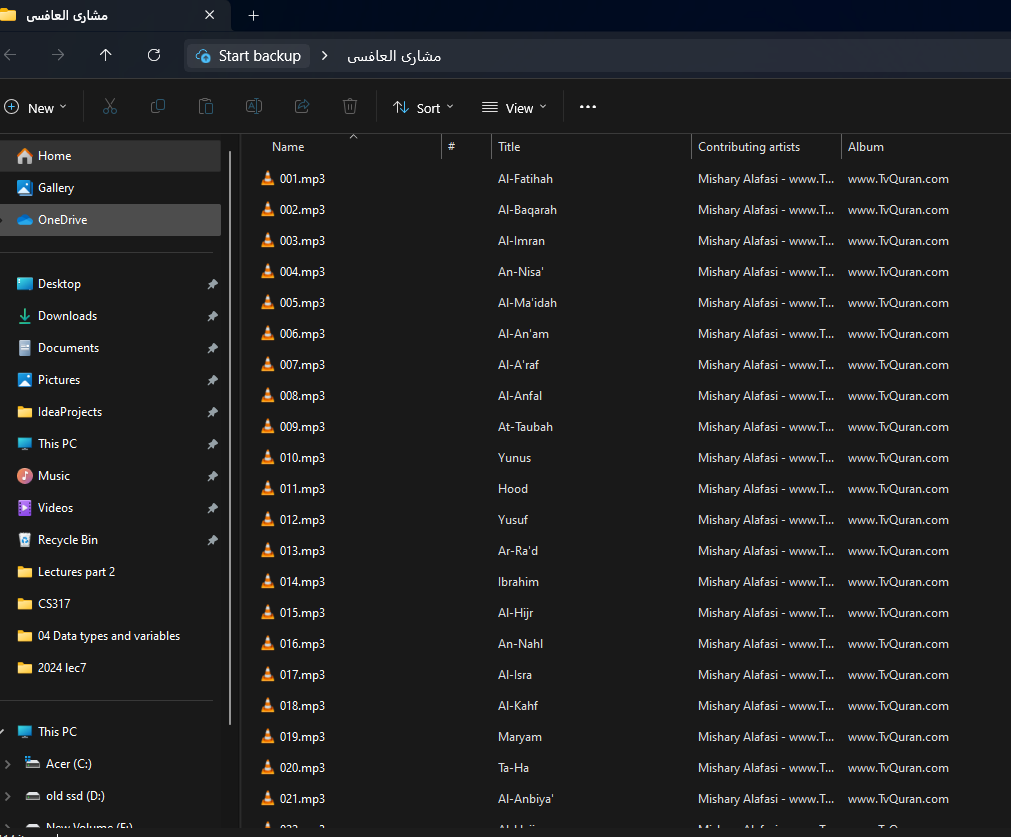 مشارى العافسى
Start backup > مشارى العافسى
New Sort View
Name # Title Contributing artists Album
Home
Gallery
OneDrive
Desktop
Downloads
Documents
Pictures
IdeaProjects
This PC
Music
Videos
Recycle Bin
Lectures part 2
CS317
04 Data types and variables
2024 lec7
This PC
Acer (C:)
old ssd (D:)
New Volume (E:)
001.mp3 Al-Fatihah Mishary Alafasi - www.T... www.TvQuran.com
002.mp3 Al-Baqarah Mishary Alafasi - www.T... www.TvQuran.com
003.mp3 Al-Imran Mishary Alafasi - www.T... www.TvQuran.com
004.mp3 An-Nisa' Mishary Alafasi - www.T... www.TvQuran.com
005.mp3 Al-Ma'idah Mishary Alafasi - www.T... www.TvQuran.com
006.mp3 Al-An'am Mishary Alafasi - www.T... www.TvQuran.com
007.mp3 Al-A'raf Mishary Alafasi - www.T... www.TvQuran.com
008.mp3 Al-Anfal Mishary Alafasi - www.T... www.TvQuran.com
009.mp3 At-Taubah Mishary Alafasi - www.T... www.TvQuran.com
010.mp3 Yunus Mishary Alafasi - www.T... www.TvQuran.com
011.mp3 Hood Mishary Alafasi - www.T... www.TvQuran.com
012.mp3 Yusuf Mishary Alafasi - www.T... www.TvQuran.com
013.mp3 Ar-Ra'd Mishary Alafasi - www.T... www.TvQuran.com
014.mp3 Ibrahim Mishary Alafasi - www.T... www.TvQuran.com
015.mp3 Al-Hijr Mishary Alafasi - www.T... www.TvQuran.com
016.mp3 An-Nahl Mishary Alafasi - www.T... www.TvQuran.com
017.mp3 Al-Isra Mishary Alafasi - www.T... www.TvQuran.com
018.mp3 Al-Kahf Mishary Alafasi - www.T... www.TvQuran.com
019.mp3 Maryam Mishary Alafasi - www.T... www.TvQuran.com
020.mp3 Ta-Ha Mishary Alafasi - www.T... www.TvQuran.com
021.mp3 Al-Anbiya' Mishary Alafasi - www.T... www.TvQuran.com